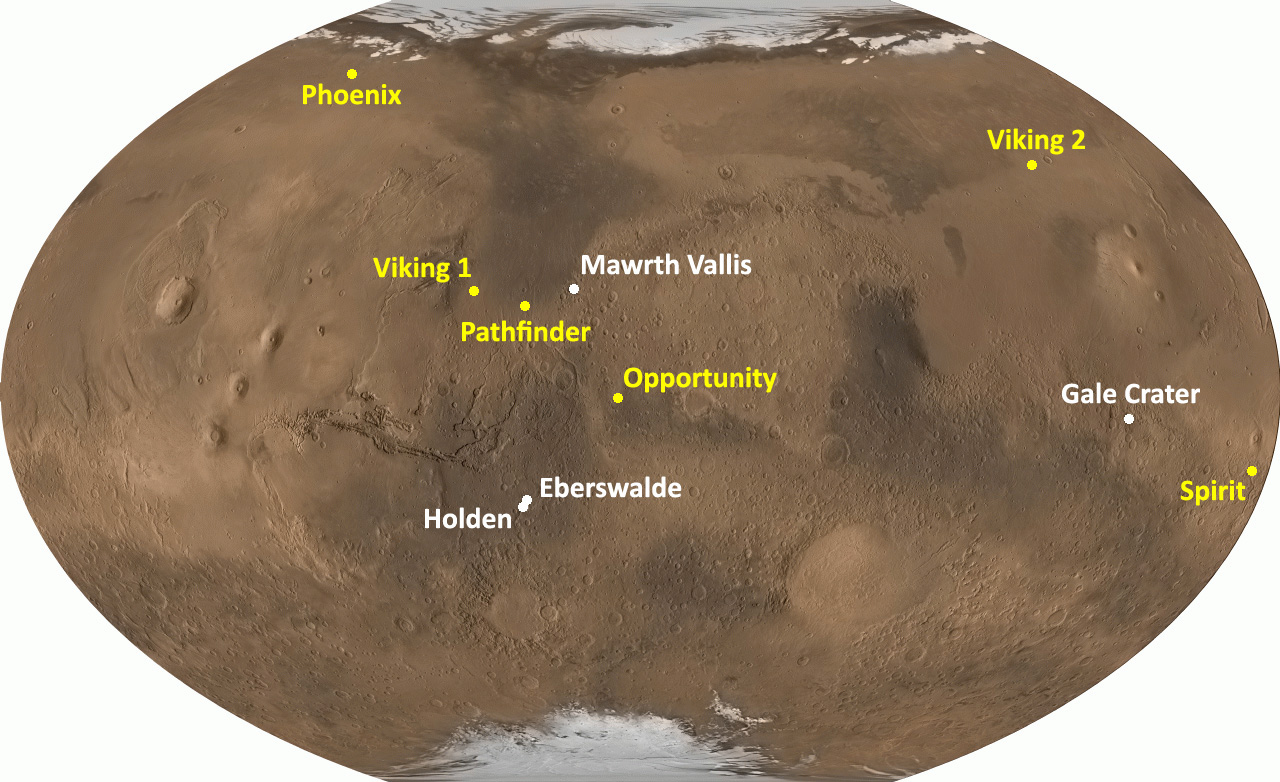 Phoenix
Viking 2
Viking 1
Mawrth Vallis
Pathfinder
Opportunity
Gale Crater
Eberswalde
Spirit
Holden